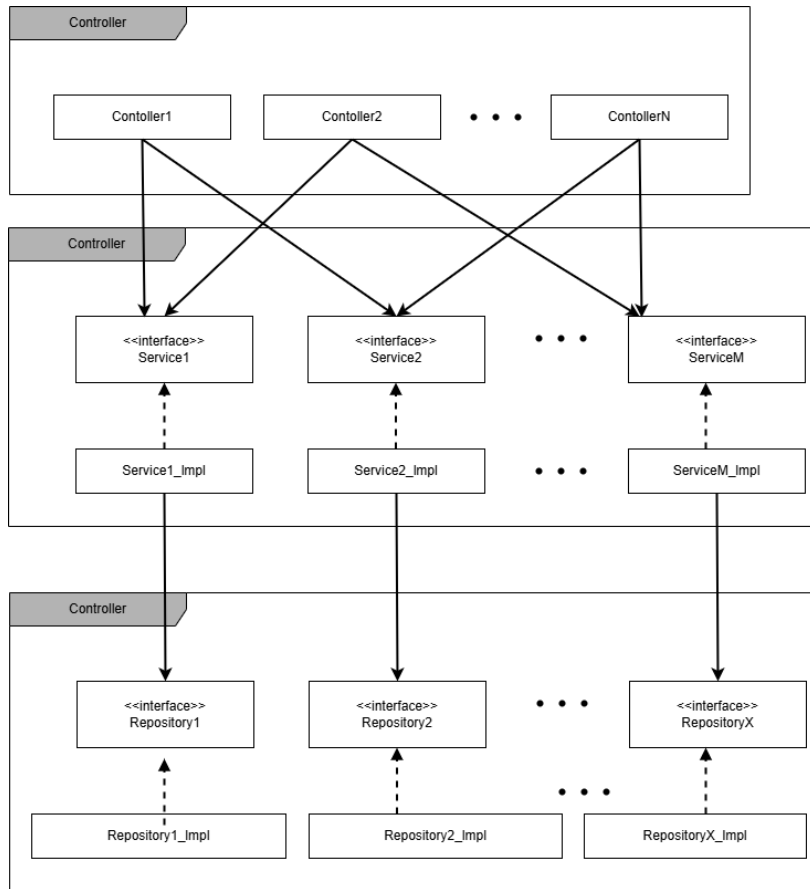 Controller
Contoller1
Contoller2
• • •
ContollerN
Controller
<<interface>>
Service1
<<interface>>
Service2
• • •
<<interface>>
ServiceM
Service1_Impl
Service2_Impl
• • •
ServiceM_Impl
Controller
<<interface>>
Repository1
<<interface>>
Repository2
• • •
<<interface>>
RepositoryX
• • •
Repository1_Impl
Repository2_Impl
RepositoryX_Impl